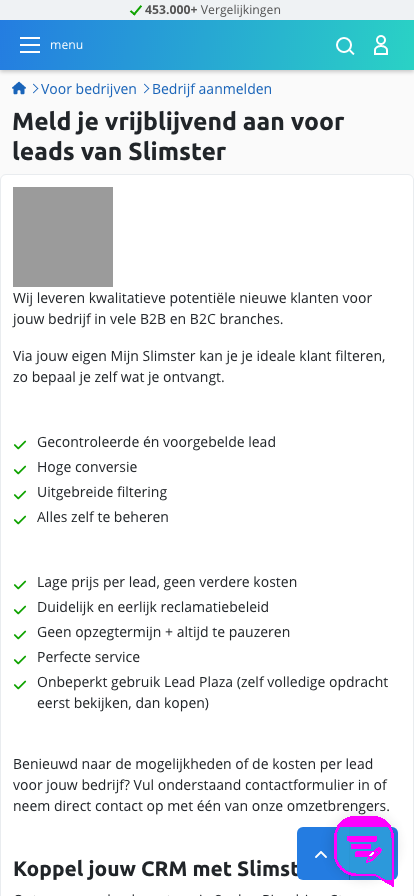 453.000+ Vergelijkingen
menu
Voor bedrijven
Bedrijf aanmelden
Meld je vrijblijvend aan voor
leads van Slimster
Wij leveren kwalitatieve potentiële nieuwe klanten voor
jouw bedrijf in vele B2B en B2C branches.
Via jouw eigen Mijn Slimster kan je je ideale klant filteren,
zo bepaal je zelf wat je ontvangt.
Gecontroleerde én voorgebelde lead
Hoge conversie
Uitgebreide filtering
Alles zelf te beheren
Lage prijs per lead, geen verdere kosten
Duidelijk en eerlijk reclamatiebeleid
Geen opzegtermijn + altijd te pauzeren
Perfecte service
Onbeperkt gebruik Lead Plaza (zelf volledige opdracht
eerst bekijken, dan kopen)
Benieuwd naar de mogelijkheden of de kosten per lead
voor jouw bedrijf? Vul onderstaand contactformulier in of
neem direct contact op met één van onze omzetbrengers.
Koppel jouw CRM met Slimst